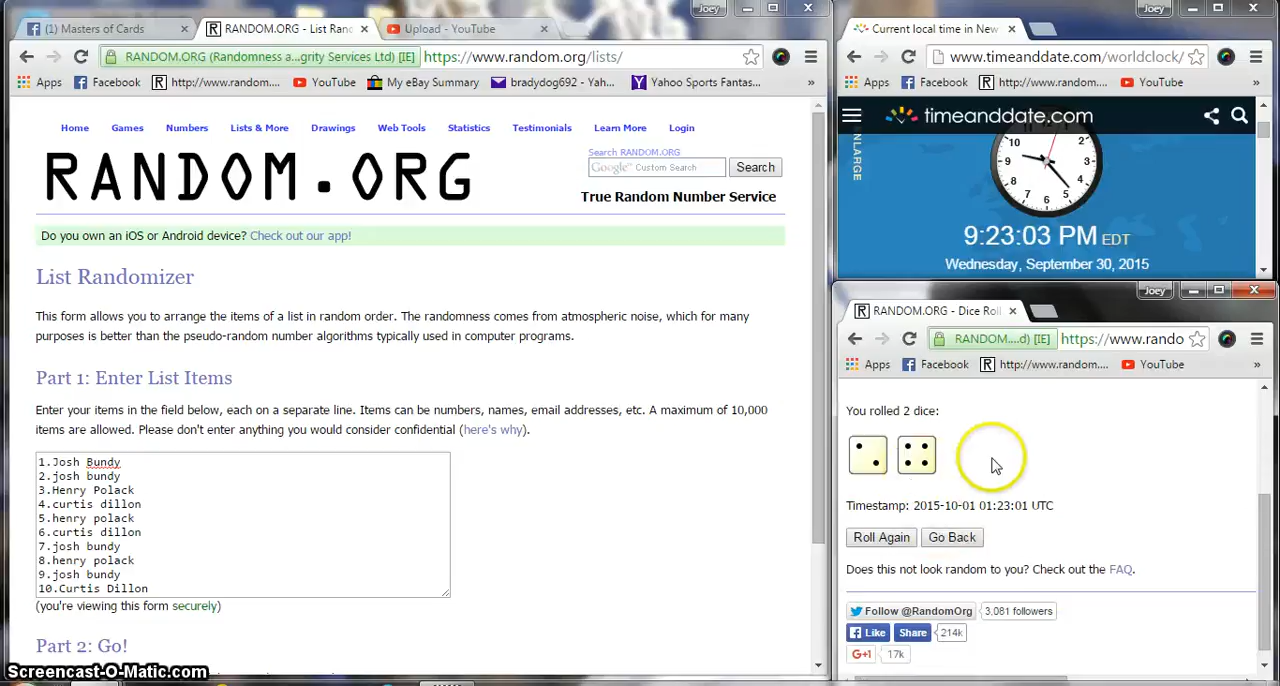 Joey
(1) Masters of Cards
RANDOM.ORG - List Ran
Upload - YouTube
RANDOM.ORG (Randomness a...grity Services Ltd) [IE]
https://www.random.org/lists/
Apps
Facebook
http://www.random....
YouTube
My eBay Summary
bradydog692 - Yah...
Yahoo Sports Fantas...
»
Home
Games
Numbers
Lists & More
Drawings
Web Tools
Statistics
Testimonials
Learn More
Login
RANDOM.ORG
Search RANDOM.ORG
Google™ Custom Search
Search
True Random Number Service
Do you own an iOS or Android device? Check out our app!
List Randomizer
This form allows you to arrange the items of a list in random order. The randomness comes from atmospheric noise, which for many
purposes is better than the pseudo-random number algorithms typically used in computer programs.
Part 1: Enter List Items
Enter your items in the field below, each on a separate line. Items can be numbers, names, email addresses, etc. A maximum of 10,000
items are allowed. Please don't enter anything you would consider confidential (here's why).
1.Josh Bundy
2.josh bundy
3.Henry Polack
4.curtis dillon
5.henry polack
6.curtis dillon
7.josh bundy
8.henry polack
9.josh bundy
10.Curtis Dillon
(you're viewing this form securely)
Part 2: Go!
Screencast-O-Matic.com
Joey
Current local time in New
www.timeanddate.com/worldclock/
Apps
Facebook
http://www.random....
YouTube
»
timeanddate.com
ENLARGE
10
2
9
3
8
4
7
6
5
9:23:03 PM EDT
Wednesday, September 30, 2015
Joey
RANDOM.ORG - Dice Roll
RANDOM....d) [IE]
https://www.rando
Apps
Facebook
http://www.random....
YouTube
»
You rolled 2 dice:
Timestamp: 2015-10-01 01:23:01 UTC
Roll Again
Go Back
Does this not look random to you? Check out the FAQ.
Follow @RandomOrg
3,081 followers
Like
Share
214k
G+1
17k